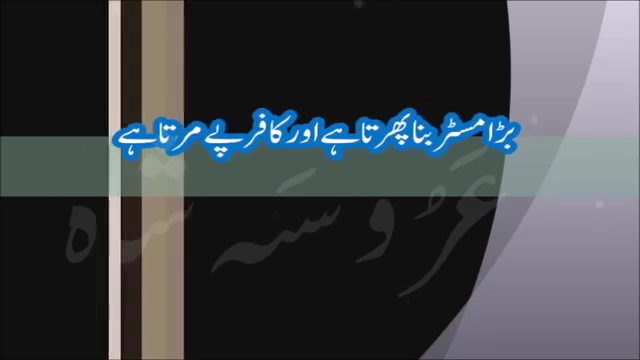 بڑا مسٹر بنا پھرتا ہے اور کافر پے مرتا ہے